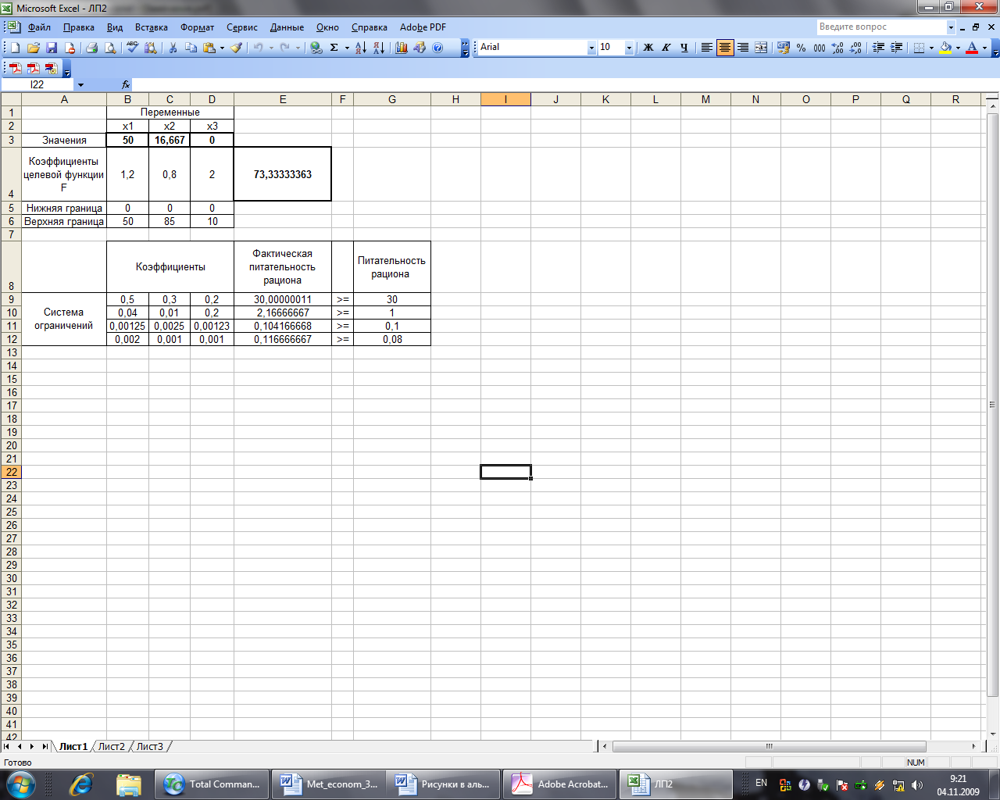 Microsoft Excel - ЛП2
Файл Правка Вид Вставка Формат Сервис Данные Окно Справка Adobe PDF Введите вопрос
Arial 10 Ж К Ч
I22 fx
A B C D E F G H I J K L M N O P Q R
1 Переменные
2 x1 x2 x3
3 Значения 50 16,667 0
4 Коэффициенты целевой функции F 1,2 0,8 2 73,33333363
5 Нижняя граница 0 0 0
6 Верхняя граница 50 85 10
7
8 Коэффициенты Фактическая питательность рациона Питательность рациона
9 0,5 0,3 0,2 30,00000011 >= 30
Система ограничений
10 0,04 0,01 0,2 2,16666667 >= 1
11 0,00125 0,0025 0,00123 0,104166668 >= 0,1
12 0,002 0,001 0,001 0,116666667 >= 0,08
13
14
15
16
17
18
19
20
21
22
23
24
25
26
27
28
29
30
31
32
33
34
35
36
37
38
39
40
41
42
Лист1 Лист2 Лист3
Готово NUM
Total Comman... Met_econom_3... Рисунки в аль... Adobe Acrobat... ЛП2 EN 9:21
04.11.2009